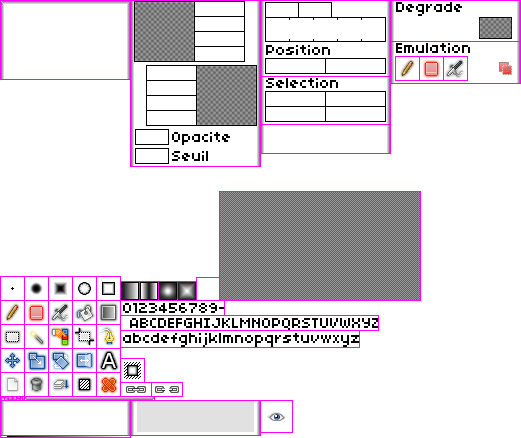 Degrade
Position
Emulation
Selection
Opacite
Seuil
0123456789-
ABCDEFGHIJKLMNOPQRSTUVWXYZ
abcdefghijklmnopqrstuvwxyz
A